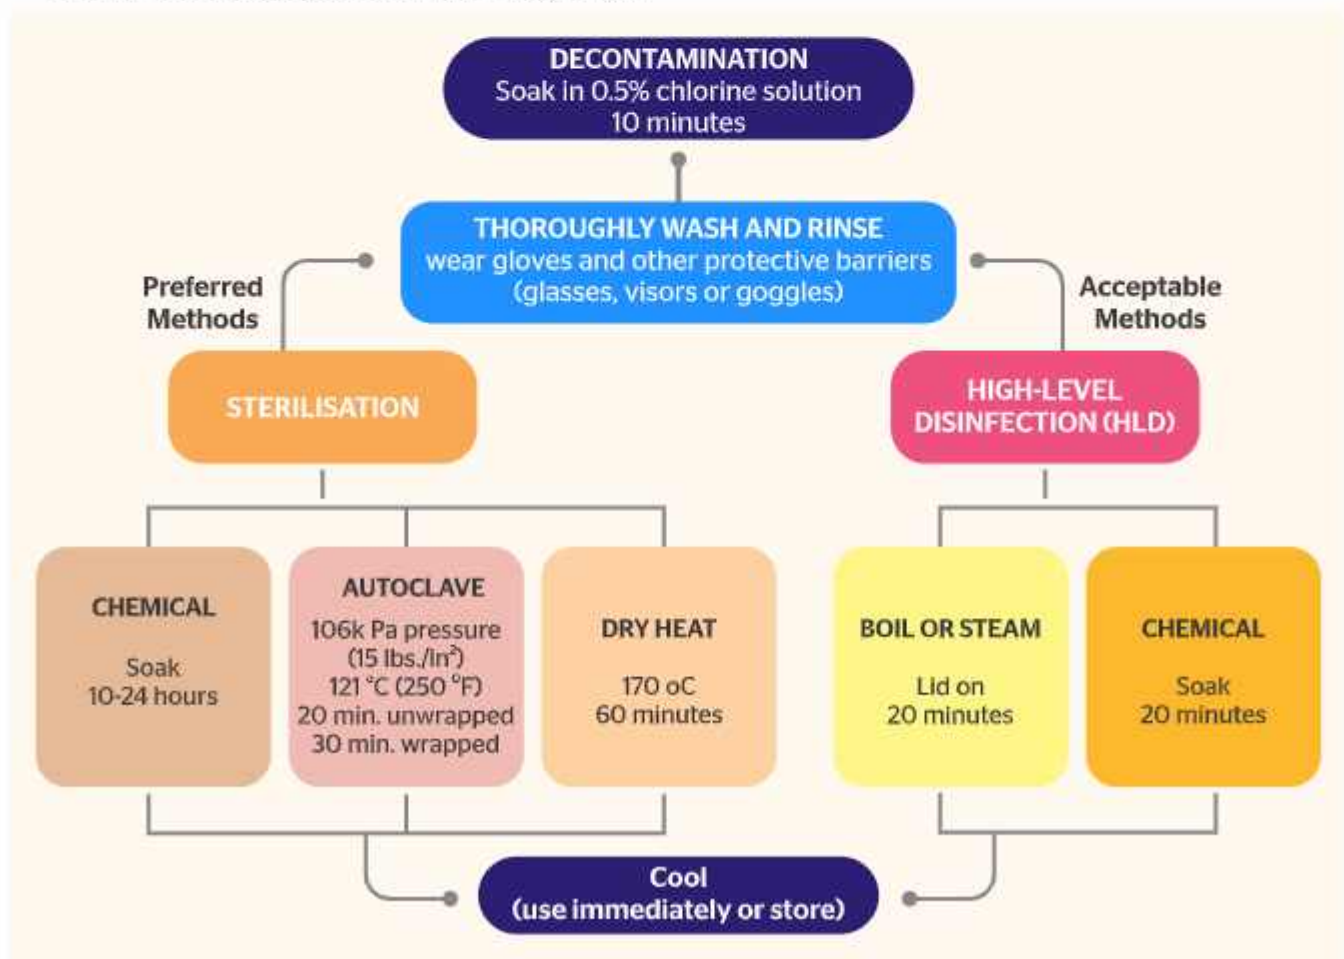 DECONTAMINATION
Soak in 0.5% chlorine solution
10 minutes
THOROUGHLY WASH AND RINSE
wear gloves and other protective barriers
(glasses, visors or goggles)
Preferred
Methods
Acceptable
Methods
STERILISATION
HIGH-LEVEL
DISINFECTION (HLD)
CHEMICAL
Soak
10-24 hours
AUTOCLAVE
106k Pa pressure
(15 lbs./In²)
121 °C (250 °F)
20 min. unwrapped
30 min. wrapped
DRY HEAT
170 oC
60 minutes
BOIL OR STEAM
Lid on
20 minutes
CHEMICAL
Soak
20 minutes
Cool
(use immediately or store)